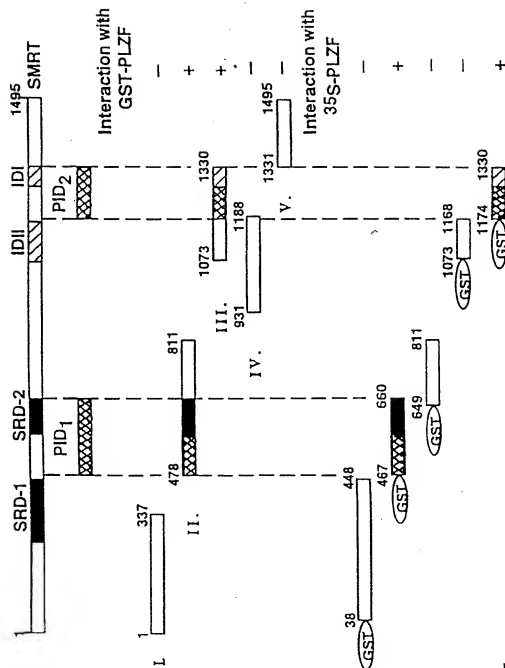 SRD-1 SRD-2 IDII IDI
1 1495 SMRT
PID1 PID2
Interaction with
GST-PLZF
I. 1 337 −
II. 478 811 +
III. 1073 1330 +
IV. 931 1188 −
V. 1331 1495 −
Interaction with
35S-PLZF
GST 38 448 −
GST 467 660 +
GST 649 811 −
GST 1073 1168 −
GST 1174 1330 +